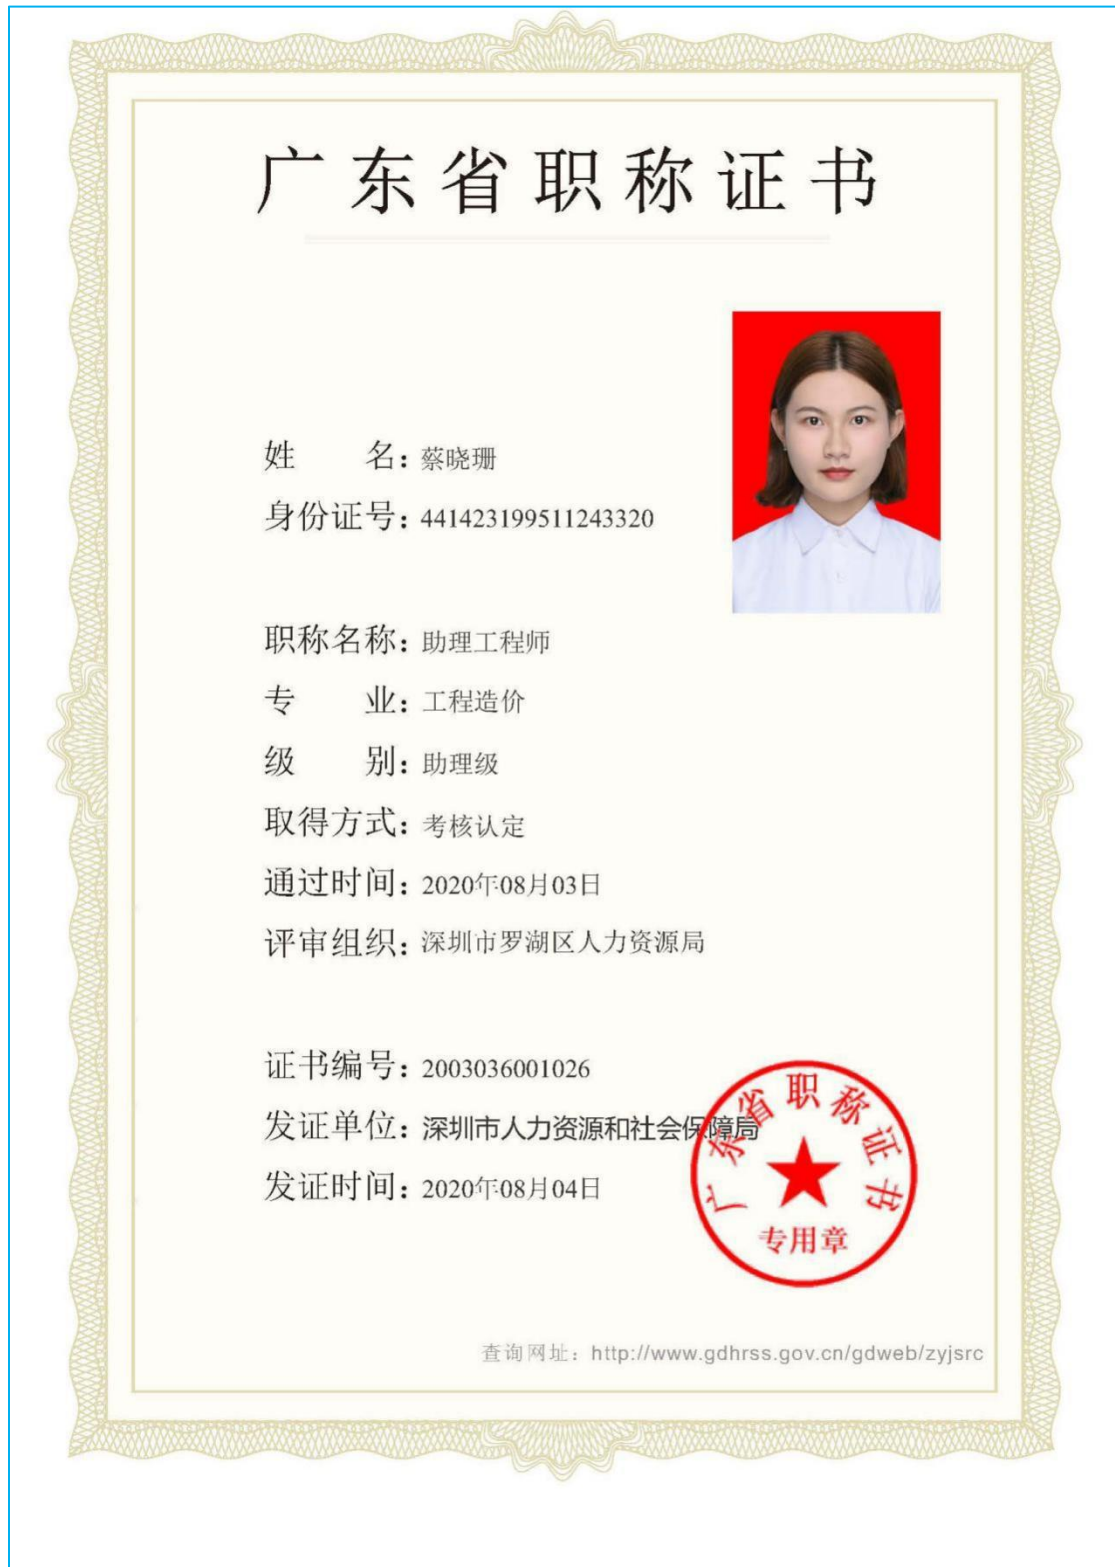 广东省职称证书
姓名：蔡晓珊
身份证号：441423199511243320
职称名称：助理工程师
专业：工程造价
级别：助理级
取得方式：考核认定
通过时间：2020年08月03日
评审组织：深圳市罗湖区人力资源局
证书编号：2003036001026
发证单位：深圳市人力资源和社会保障局
发证时间：2020年08月04日
广东省职称证书
专用章
查询网址：http://www.gdhrss.gov.cn/gdweb/zyjsrc